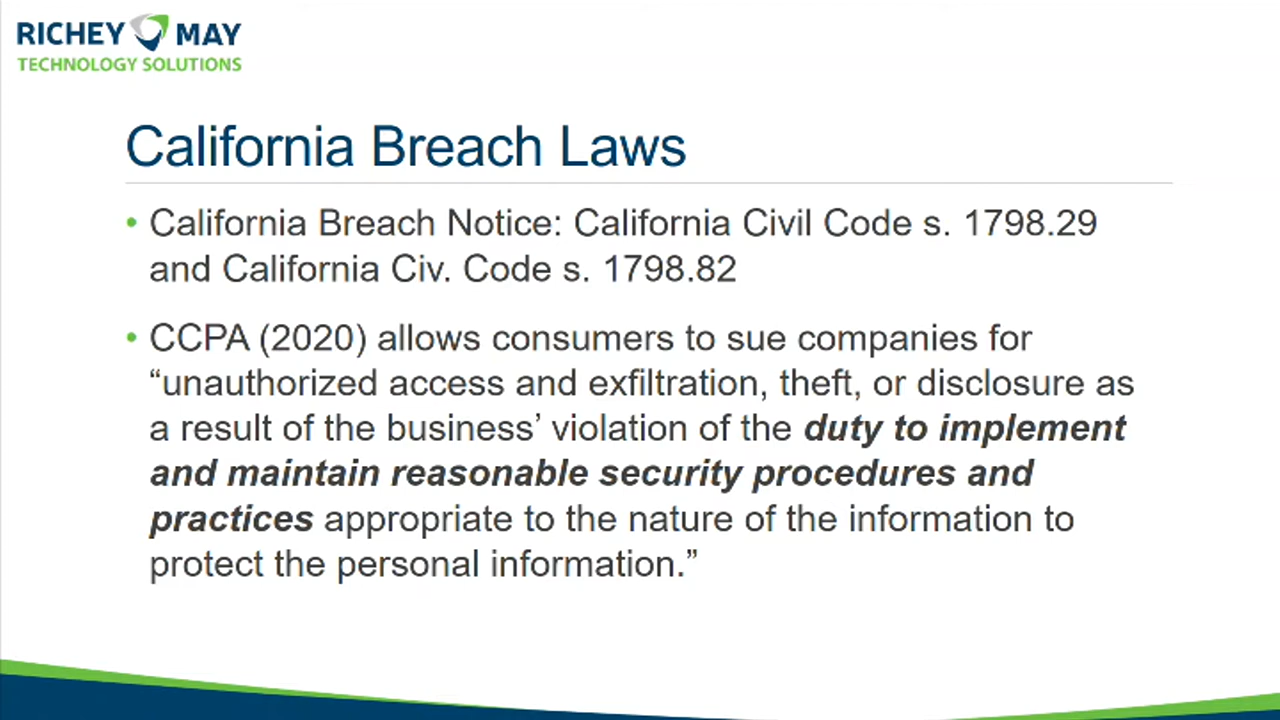 RICHEY MAY
TECHNOLOGY SOLUTIONS
California Breach Laws
• California Breach Notice: California Civil Code s. 1798.29
and California Civ. Code s. 1798.82
• CCPA (2020) allows consumers to sue companies for
“unauthorized access and exfiltration, theft, or disclosure as
a result of the business’ violation of the duty to implement
and maintain reasonable security procedures and
practices appropriate to the nature of the information to
protect the personal information.”